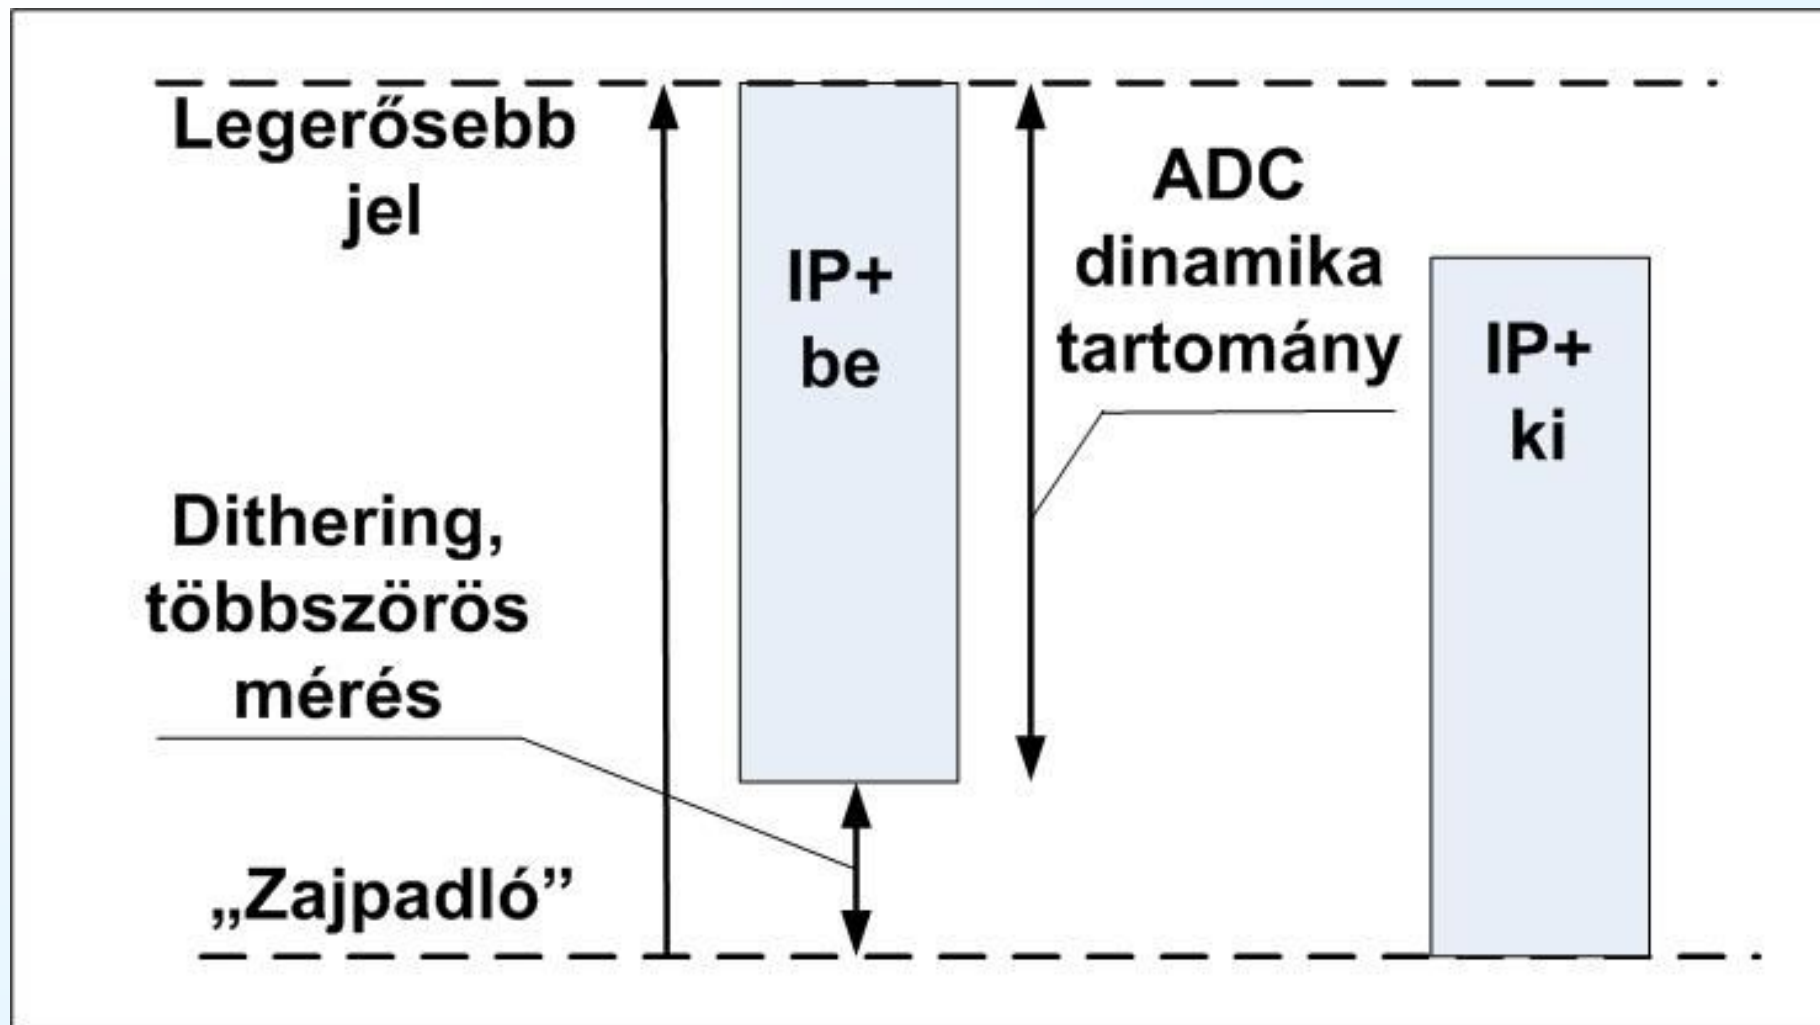 Legerősebb
jel
IP+
be
ADC
dinamika
tartomány
IP+
ki
Dithering,
többszörös
mérés
„Zajpadló”